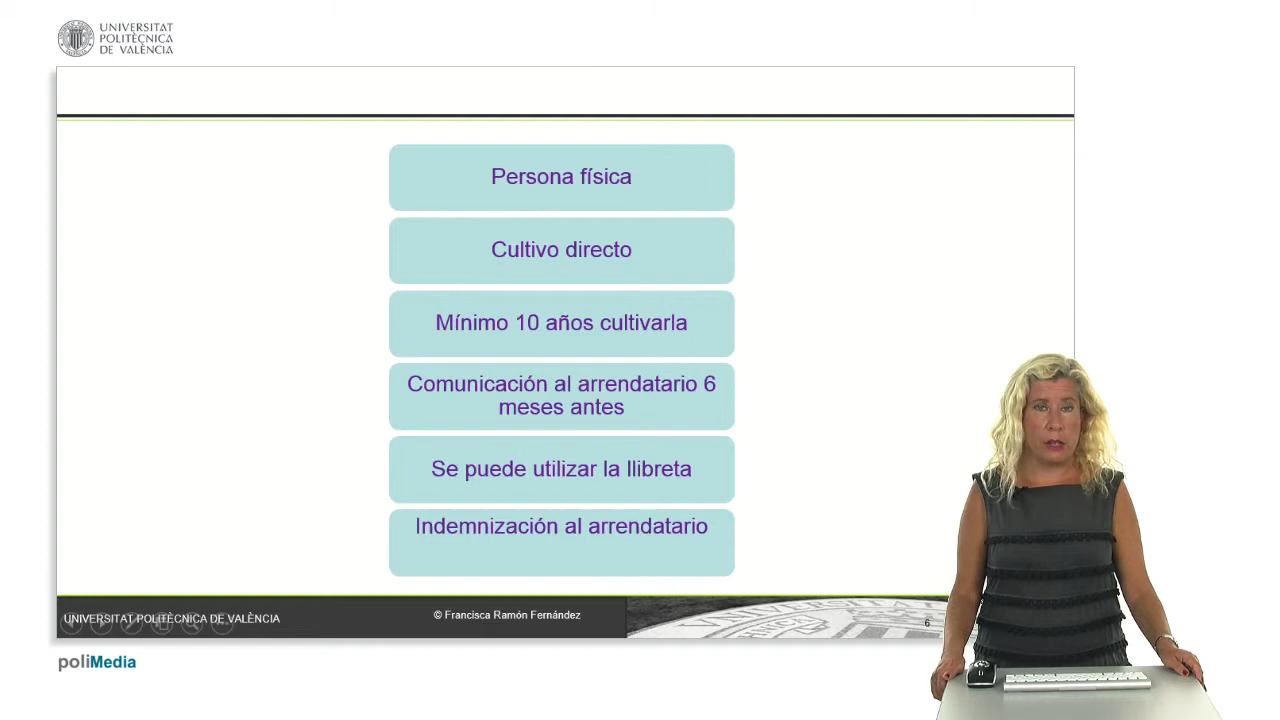 UNIVERSITAT
POLITÈCNICA
DE VALÈNCIA
Persona física
Cultivo directo
Mínimo 10 años cultivarla
Comunicación al arrendatario 6
meses antes
Se puede utilizar la llibreta
Indemnización al arrendatario
UNIVERSITAT POLITÈCNICA DE VALÈNCIA
© Francisca Ramón Fernández
6
poliMedia